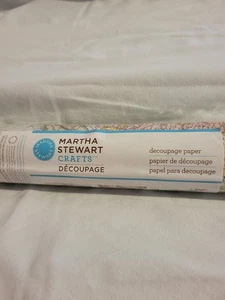 MARTHA
STEWART
CRAFTS
DÉCOUPAGE
decoupage paper
papier de découpage
papel para decoupage